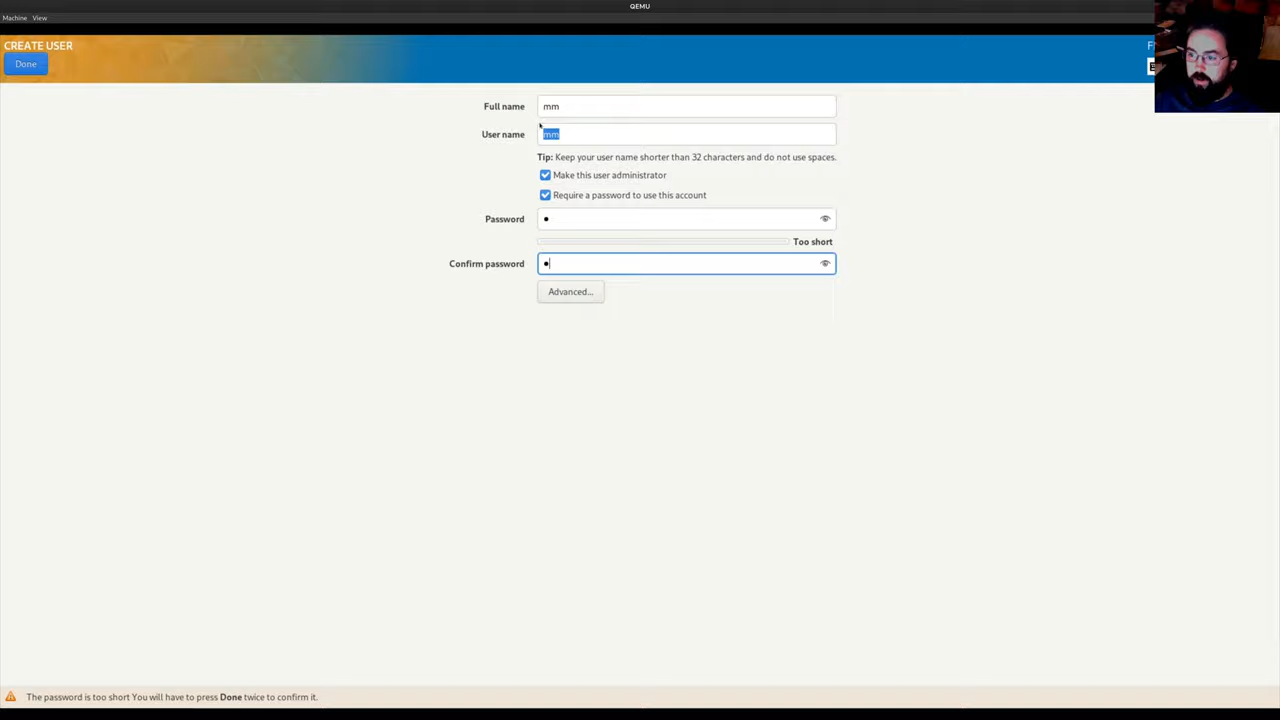 QEMU
Machine View
CREATE USER
Done
Full name mm
User name mm
Tip: Keep your user name shorter than 32 characters and do not use spaces.
Make this user administrator
Require a password to use this account
Password •
Too short
Confirm password •
Advanced...
The password is too short You will have to press Done twice to confirm it.